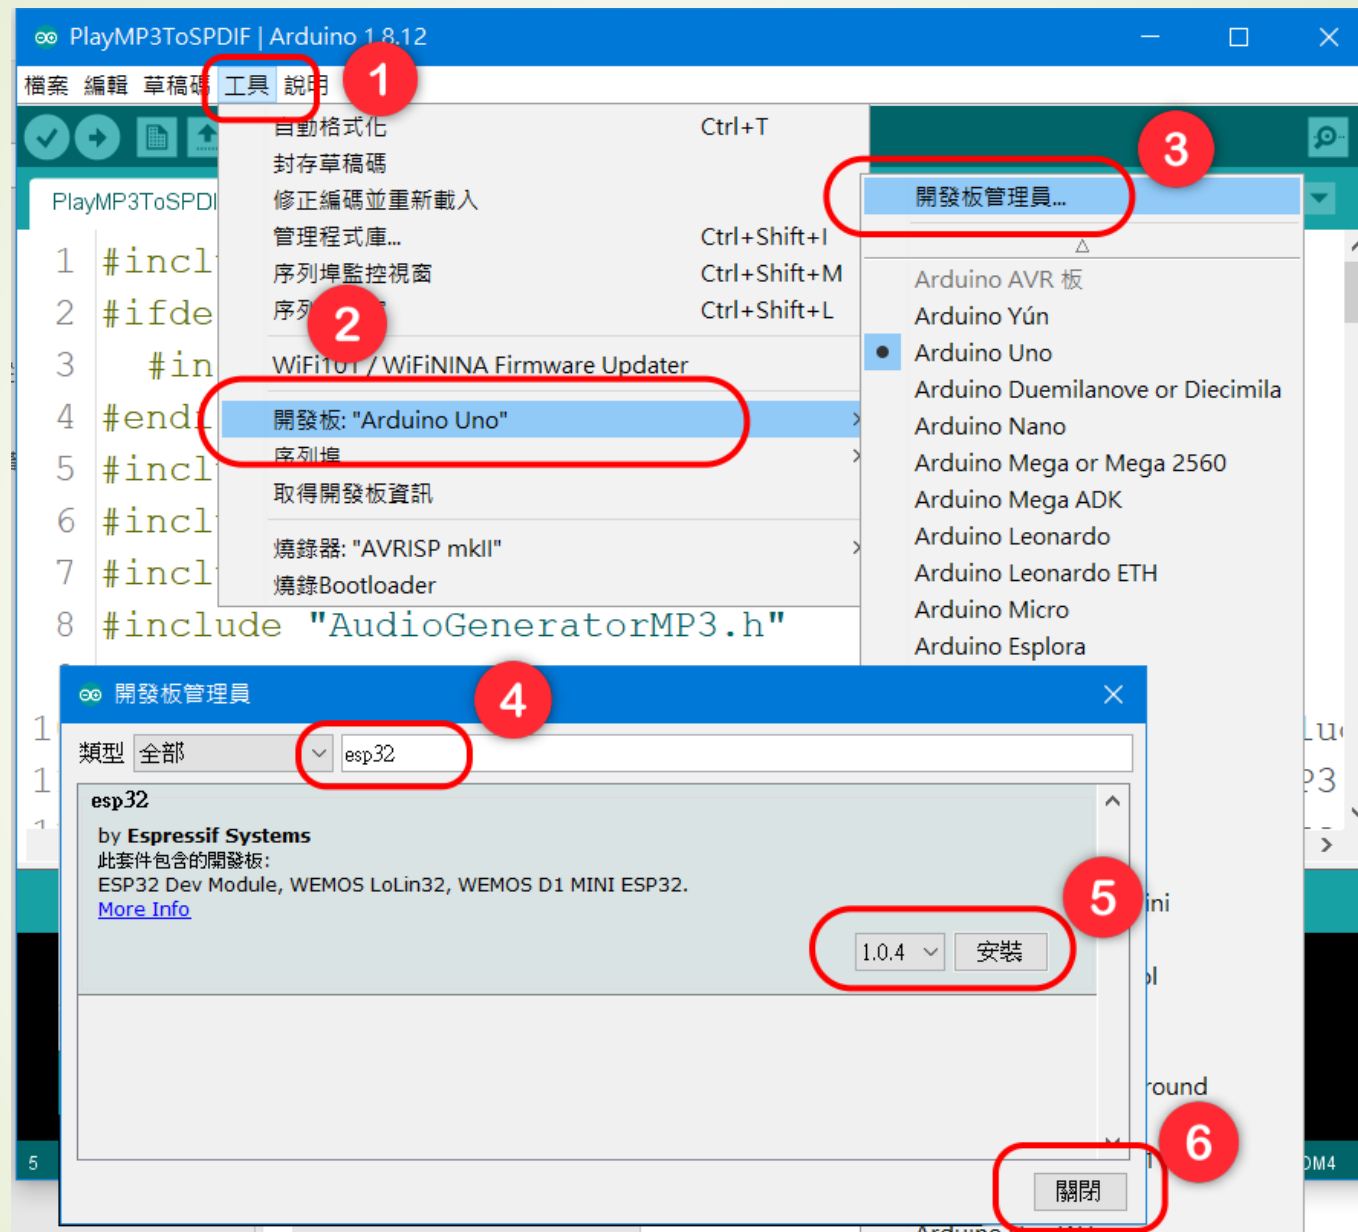 PlayMP3ToSPDIF | Arduino 1.8.12
檔案 編輯 草稿碼 工具 說明
1
自動格式化 Ctrl+T
封存草稿碼
修正編碼並重新載入
管理程式庫... Ctrl+Shift+I
序列埠監控視窗 Ctrl+Shift+M
Ctrl+Shift+L
2
WiFi101 / WiFiNINA Firmware Updater
開發板: "Arduino Uno"
序列埠
取得開發板資訊
燒錄器: "AVRISP mkII"
燒錄Bootloader
3
開發板管理員...
Arduino AVR 板
Arduino Yún
Arduino Uno
Arduino Duemilanove or Diecimila
Arduino Nano
Arduino Mega or Mega 2560
Arduino Mega ADK
Arduino Leonardo
Arduino Leonardo ETH
Arduino Micro
Arduino Esplora
PlayMP3ToSPDI
1 #incl
2 #ifde
3 #in
4 #endi
5 #incl
6 #incl
7 #incl
8 #include "AudioGeneratorMP3.h"
開發板管理員
4
類型 全部 esp32
esp32
by Espressif Systems
此套件包含的開發板:
ESP32 Dev Module, WEMOS LoLin32, WEMOS D1 MINI ESP32.
More Info
5
1.0.4 安裝
6
關閉
5